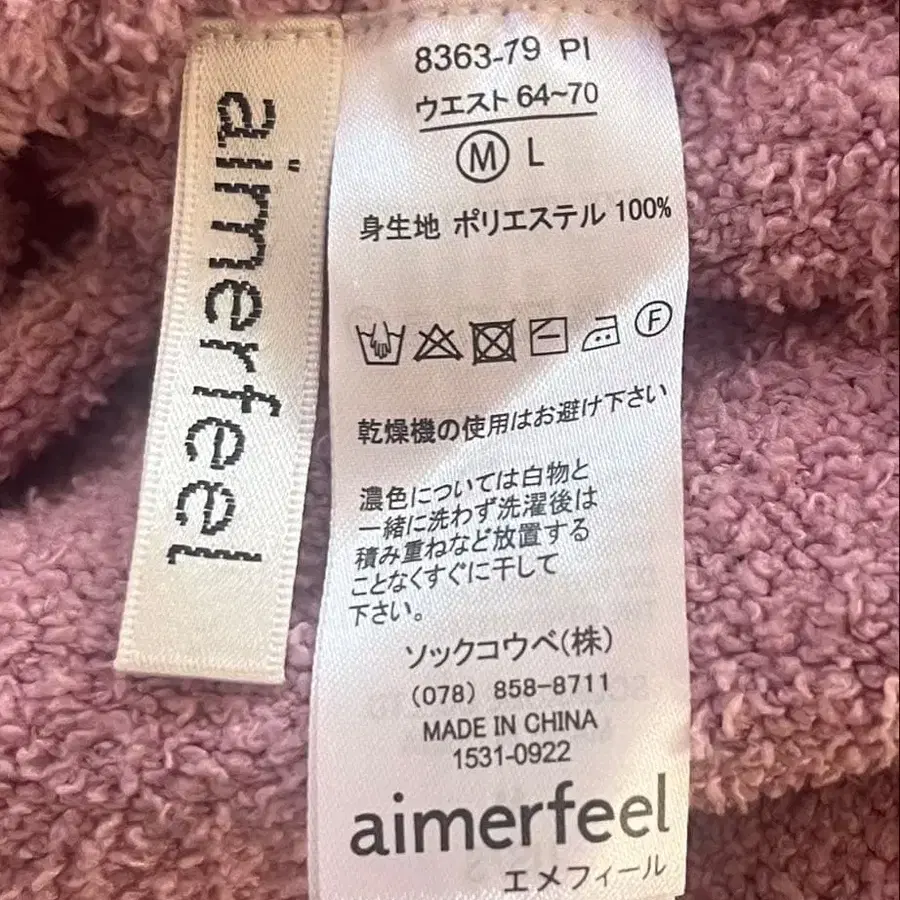 aimerfeel
8363-79 PI
ウエスト 64~70
M L
身生地 ポリエステル 100%
F
乾燥機の使用はお避け下さい
濃色については白物と
一緒に洗わず洗濯後は
積み重ねなど放置する
ことなくすぐに干して
下さい。
ソックコウベ(株)
(078) 858-8711
MADE IN CHINA
1531-0922
aimerfeel
エメフィール